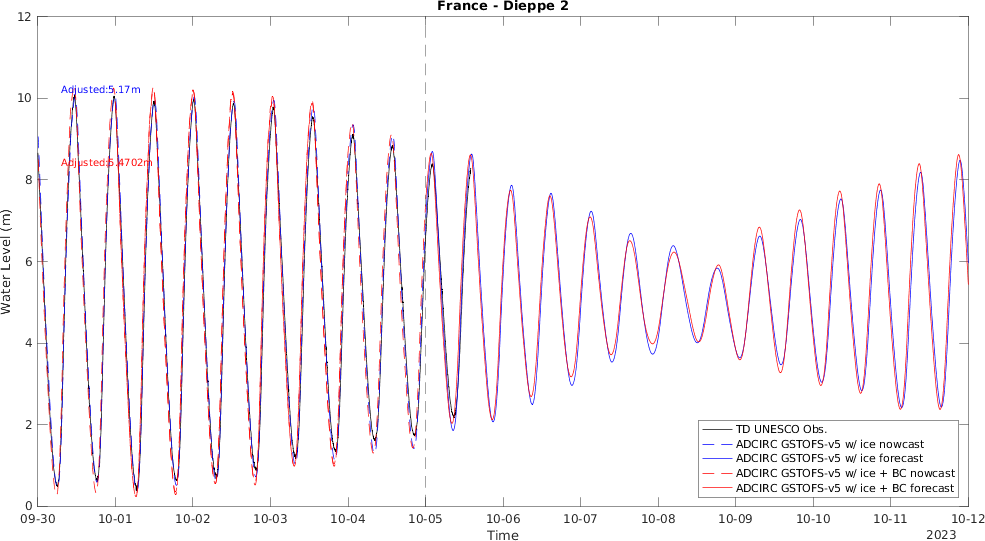 France - Dieppe 2
12
10
8
6
4
2
0
Water Level (m)
Adjusted:5.17m
Adjusted:5.4702m
TD UNESCO Obs.
ADCIRC GSTOFS-v5 w/ ice nowcast
ADCIRC GSTOFS-v5 w/ ice forecast
ADCIRC GSTOFS-v5 w/ ice + BC nowcast
ADCIRC GSTOFS-v5 w/ ice + BC forecast
09-30 10-01 10-02 10-03 10-04 10-05 10-06 10-07 10-08 10-09 10-10 10-11 10-12
Time
2023